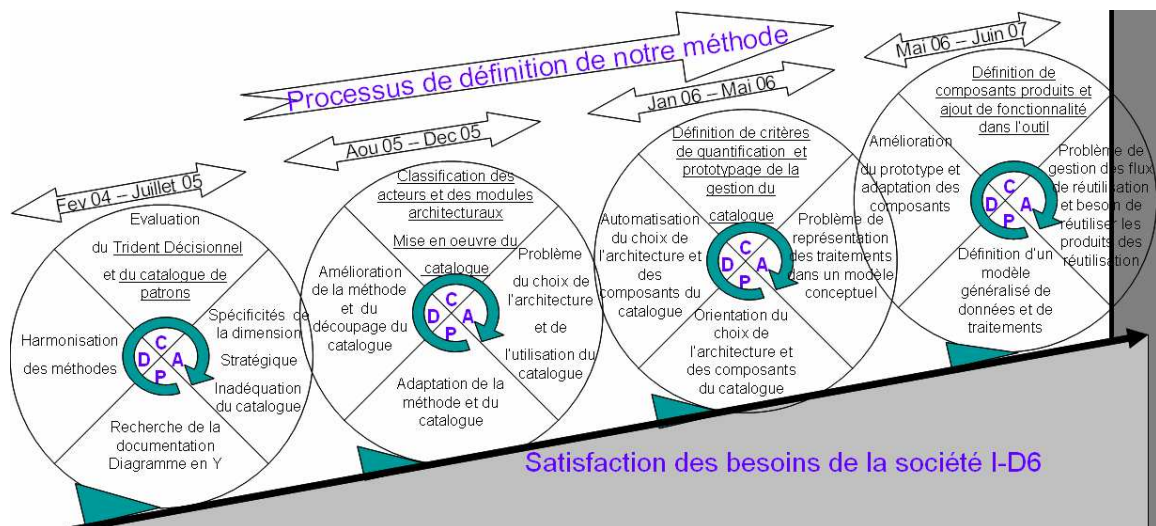 Processus de définition de notre méthode
Fev 04 – Juillet 05
Evaluation
du Trident Décisionnel
et du catalogue de
patrons
Harmonisation
des méthodes
Spécificités de
la dimension
Stratégique
Inadéquation
du catalogue
C
D A
P
Recherche de la
documentation
Diagramme en Y
Aou 05 – Dec 05
Classification des
acteurs et des modules
architecturaux
Mise en oeuvre du
catalogue
Amélioration
de la méthode
et du
découpage du
catalogue
Problème
du choix de
l'architecture
et de
l'utilisation du
catalogue
C
D A
P
Adaptation de la
méthode et du
catalogue
Jan 06 – Mai 06
Définition de critères
de quantification et
prototypage de la
gestion du
catalogue
Automatisation
du choix de
l'architecture et
des
composants du
catalogue
Problème de
représentation
des traitements
dans un modèle
conceptuel
C
D A
P
Orientation du
choix de
l'architecture et
des composants
du catalogue
Mai 06 – Juin 07
Définition de
composants produits et
ajout de fonctionnalité
dans l'outil
Amélioration
du prototype et
adaptation des
composants
Problème de
gestion des flux
de réutilisation
et besoin de
réutiliser les
produits des
réutilisation
C
D A
P
Définition d'un
modèle
généralisé de
données et de
traitements
Satisfaction des besoins de la société I-D6